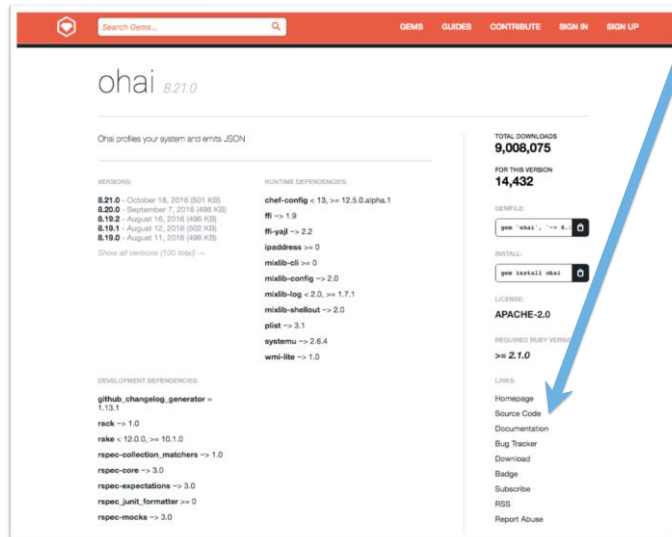 Search Gems...
GEMS GUIDES CONTRIBUTE SIGN IN SIGN UP
ohai 8.21.0
Ohai profiles your system and emits JSON
VERSIONS:
8.21.0 - October 18, 2016 (501 KB)
8.20.0 - September 7, 2016 (498 KB)
8.19.2 - August 16, 2016 (496 KB)
8.19.1 - August 12, 2016 (502 KB)
8.19.0 - August 11, 2016 (496 KB)
Show all versions (100 total) →
RUNTIME DEPENDENCIES:
chef-config < 13, >= 12.5.0.alpha.1
ffi ~> 1.9
ffi-yajl ~> 2.2
ipaddress >= 0
mixlib-cli >= 0
mixlib-config ~> 2.0
mixlib-log < 2.0, >= 1.7.1
mixlib-shellout ~> 2.0
plist ~> 3.1
systemu ~> 2.6.4
wmi-lite ~> 1.0
DEVELOPMENT DEPENDENCIES:
github_changelog_generator =
1.13.1
rack ~> 1.0
rake < 12.0.0, >= 10.1.0
rspec-collection_matchers ~> 1.0
rspec-core ~> 3.0
rspec-expectations ~> 3.0
rspec_junit_formatter >= 0
rspec-mocks ~> 3.0
TOTAL DOWNLOADS
9,008,075
FOR THIS VERSION
14,432
GEMFILE:
gem 'ohai', '~> 8.
INSTALL:
gem install ohai
LICENSE:
APACHE-2.0
REQUIRED RUBY VERSION
>= 2.1.0
LINKS:
Homepage
Source Code
Documentation
Bug Tracker
Download
Badge
Subscribe
RSS
Report Abuse